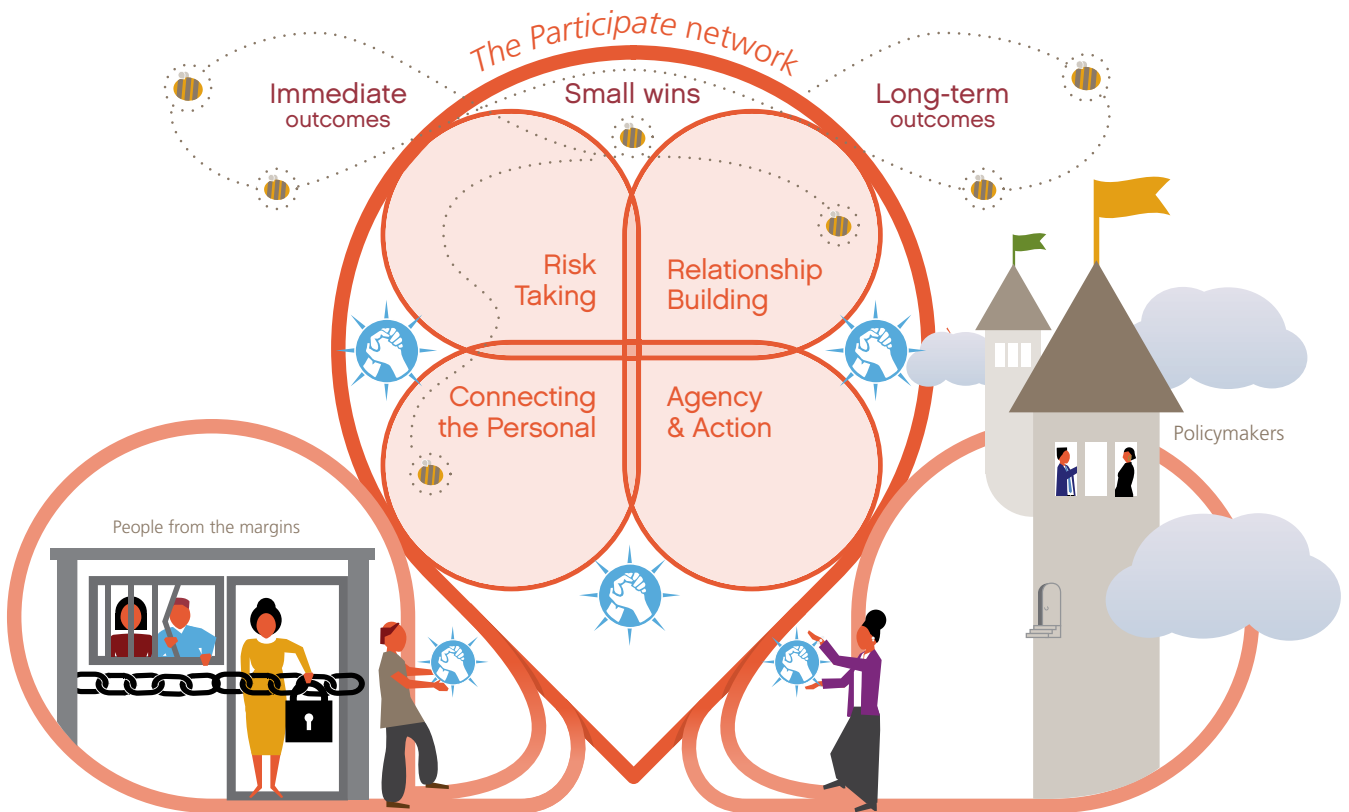 The Participate network
Immediate
outcomes
Small wins
Long-term
outcomes
Risk
Taking
Relationship
Building
Connecting
the Personal
Agency
& Action
Policymakers
People from the margins